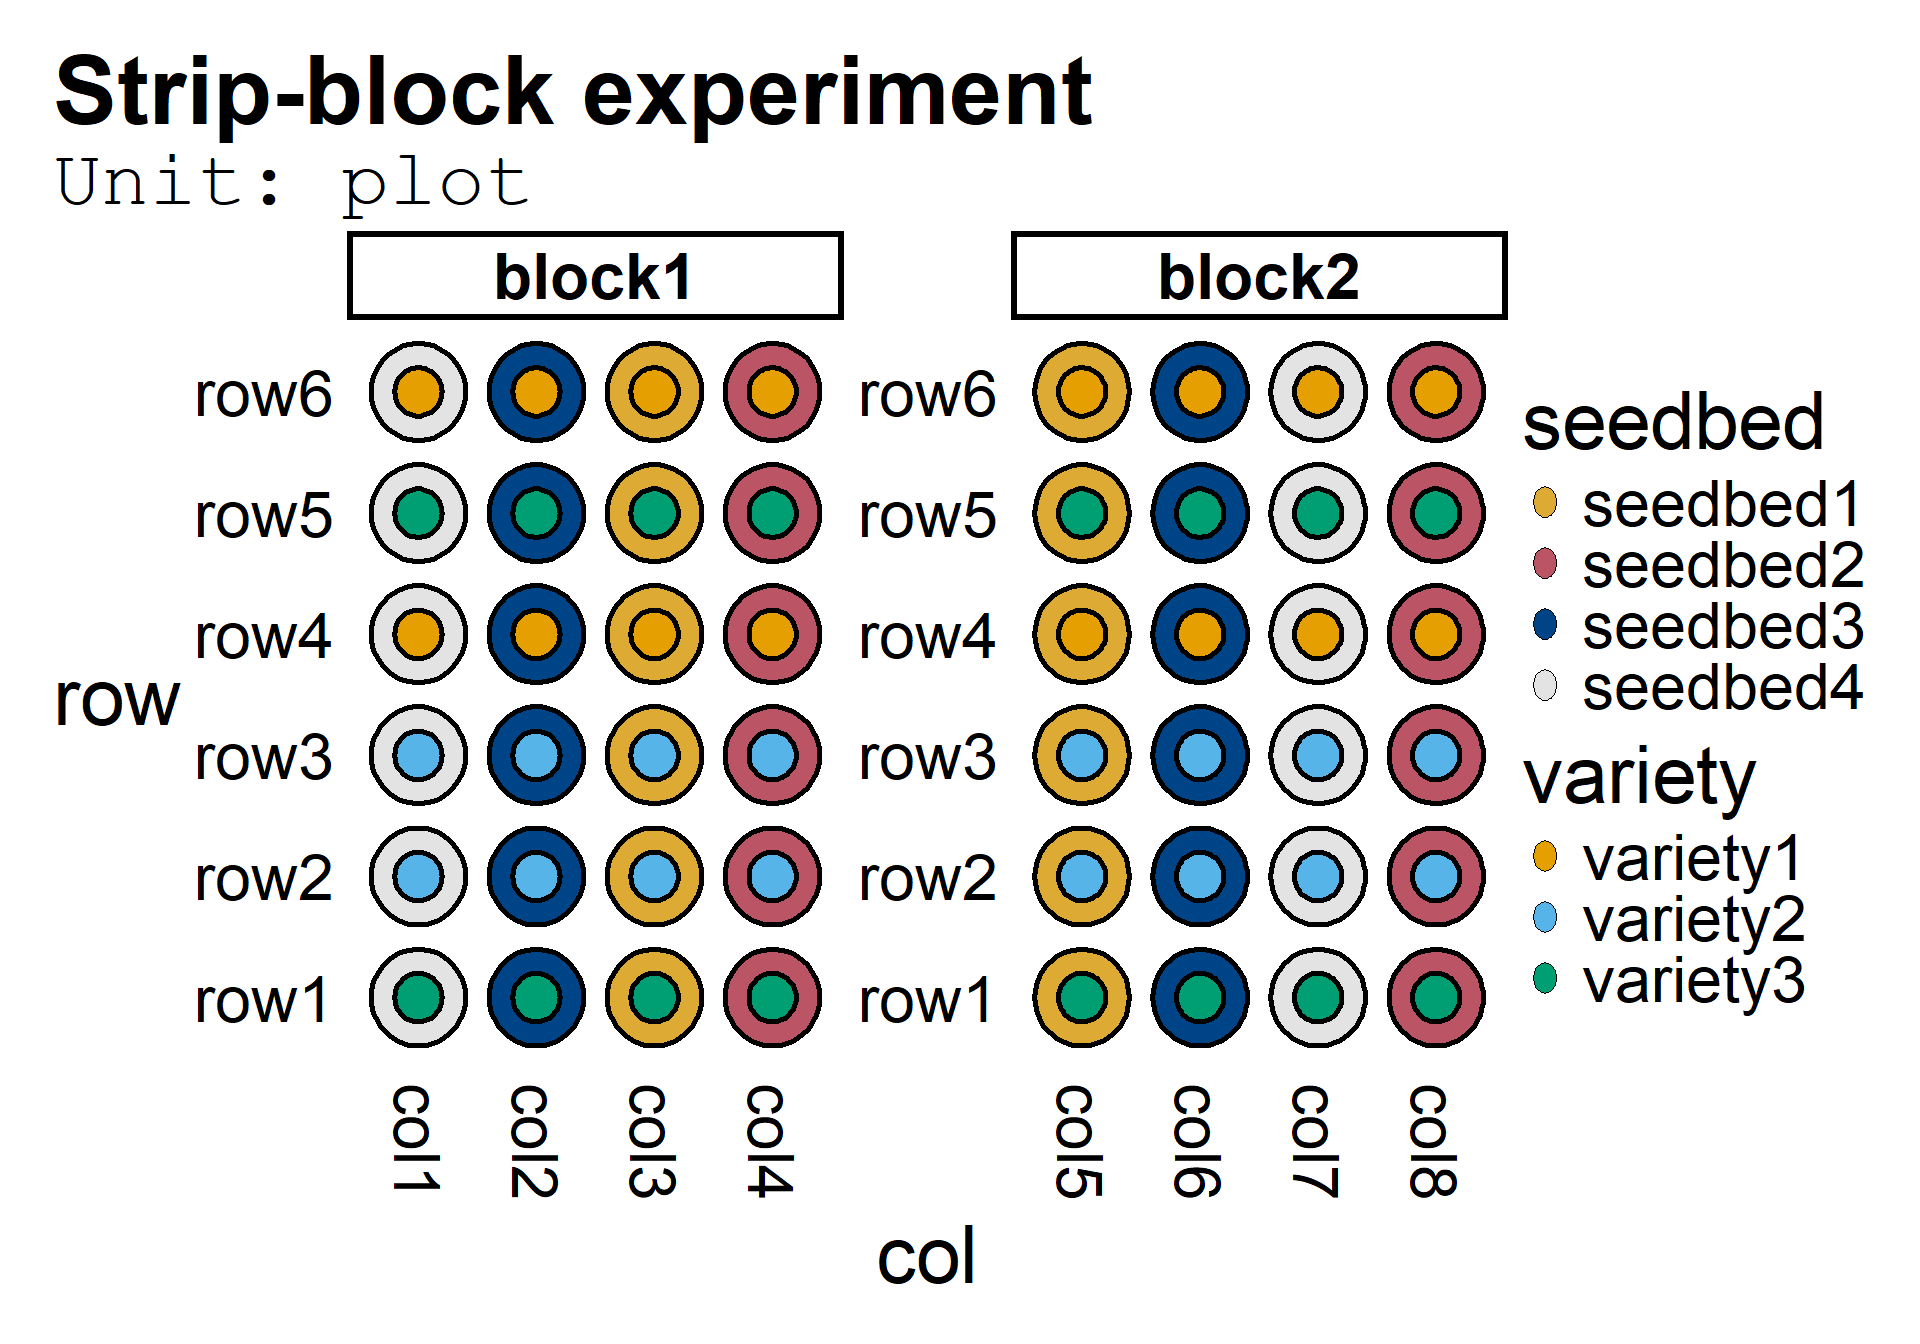 Strip-block experiment
Unit: plot
block1
block2
row6
row5
row4
row3
row2
row1
row
row6
row5
row4
row3
row2
row1
col1
col2
col3
col4
col5
col6
col7
col8
col
seedbed
seedbed1
seedbed2
seedbed3
seedbed4
variety
variety1
variety2
variety3